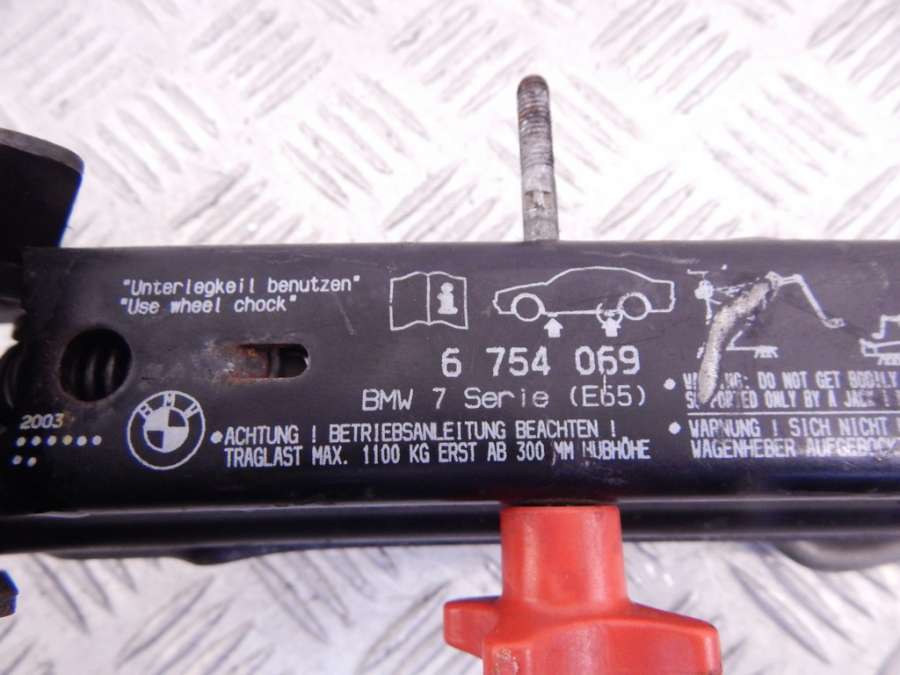 "Unterlegkeil benutzen"
"Use wheel chock"
6 754 069
BMW 7 Serie (E65)
2003
BMW
ACHTUNG ! BETRIEBSANLEITUNG BEACHTEN !
TRAGLAST MAX. 1100 KG ERST AB 300 MM HUBHÖHE
DO NOT GET BODILY
SUPPORTED ONLY BY A JACK !
WARNUNG ! SICH NICHT
WAGENHEBER AUFGEBOCK